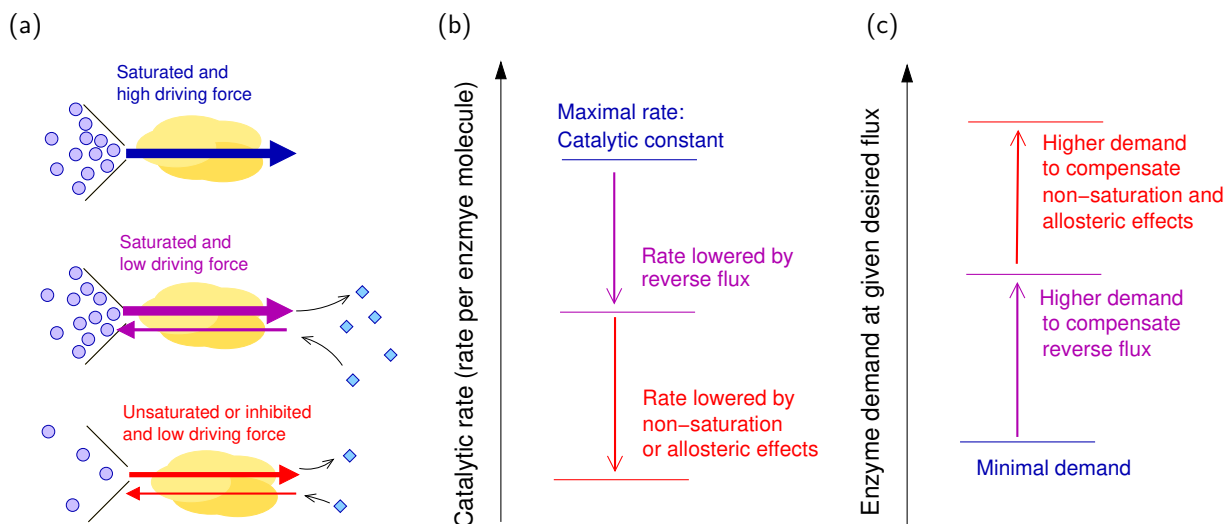 (a)
Saturated and
high driving force
Saturated and
low driving force
Unsaturated or inhibited
and low driving force
(b)
Catalytic rate (rate per enzmye molecule)
Maximal rate:
Catalytic constant
Rate lowered by
reverse flux
Rate lowered by
non−saturation
or allosteric effects
(c)
Enzyme demand at given desired flux
Higher demand
to compensate
non−saturation and
allosteric effects
Higher demand
to compensate
reverse flux
Minimal demand